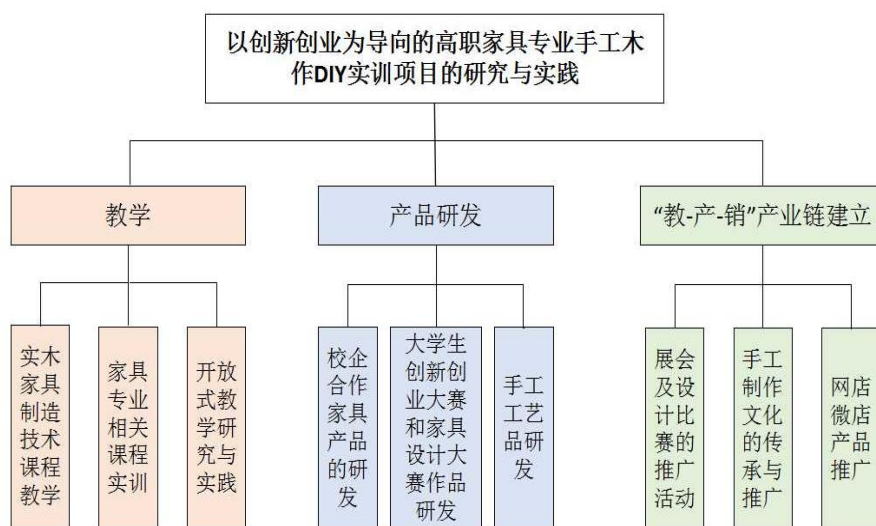 以创新创业为导向的高职家具专业手工木
作DIY实训项目的研究与实践
教学
产品研发
“教-产-销”产业链建立
实木
家具
制造
技术
课程
教学
家具
专业
相关
课程
实训
开放
式教
学研
究与
实践
校企
合作
家具
产品
的研
发
大学生
创新创
业大赛
和家具
设计大
赛作品
研发
手工
工艺
品研发
展会
及设
计比
赛的
推广
活动
手工
制作
文化
的传
承与
推广
网店
微店
产品
推广